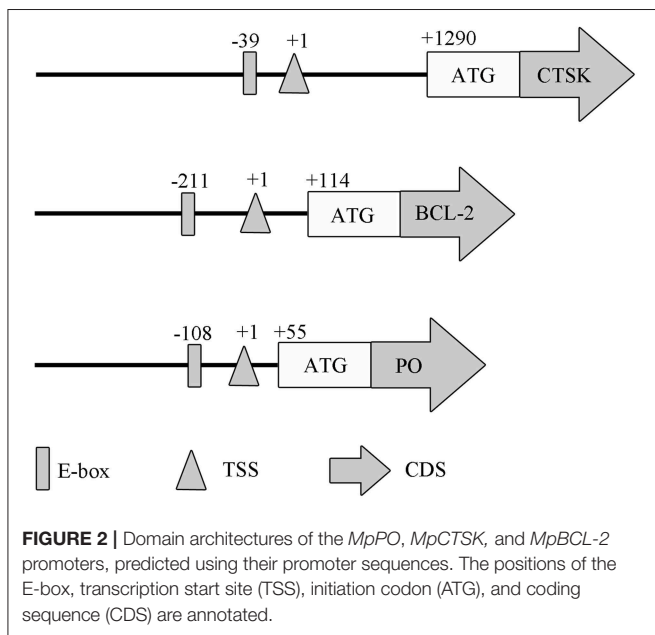 -39 +1 +1290
ATG CTSK
-211 +1 +114
ATG BCL-2
-108 +1 +55
ATG PO
E-box TSS CDS
FIGURE 2 | Domain architectures of the MpPO, MpCTSK, and MpBCL-2
promoters, predicted using their promoter sequences. The positions of the
E-box, transcription start site (TSS), initiation codon (ATG), and coding
sequence (CDS) are annotated.